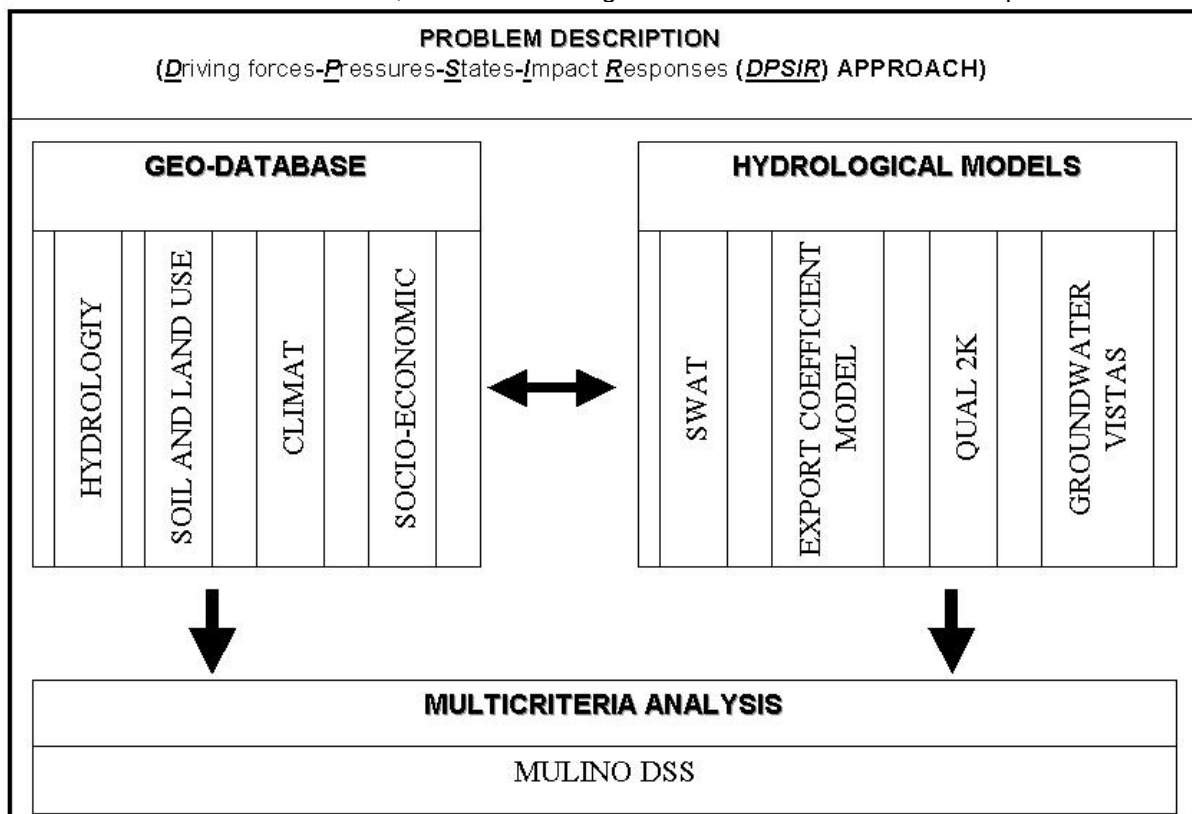 PROBLEM DESCRIPTION
(Driving forces-Pressures-States-Impact Responses (DPSIR) APPROACH)
GEO-DATABASE
HYDROLOGIY
SOIL AND LAND USE
CLIMAT
SOCIO-ECONOMIC
HYDROLOGICAL MODELS
SWAT
EXPORT COEFFICIENT
MODEL
QUAL 2K
GROUNDWATER
VISTAS
MULTICRITERIA ANALYSIS
MULINO DSS